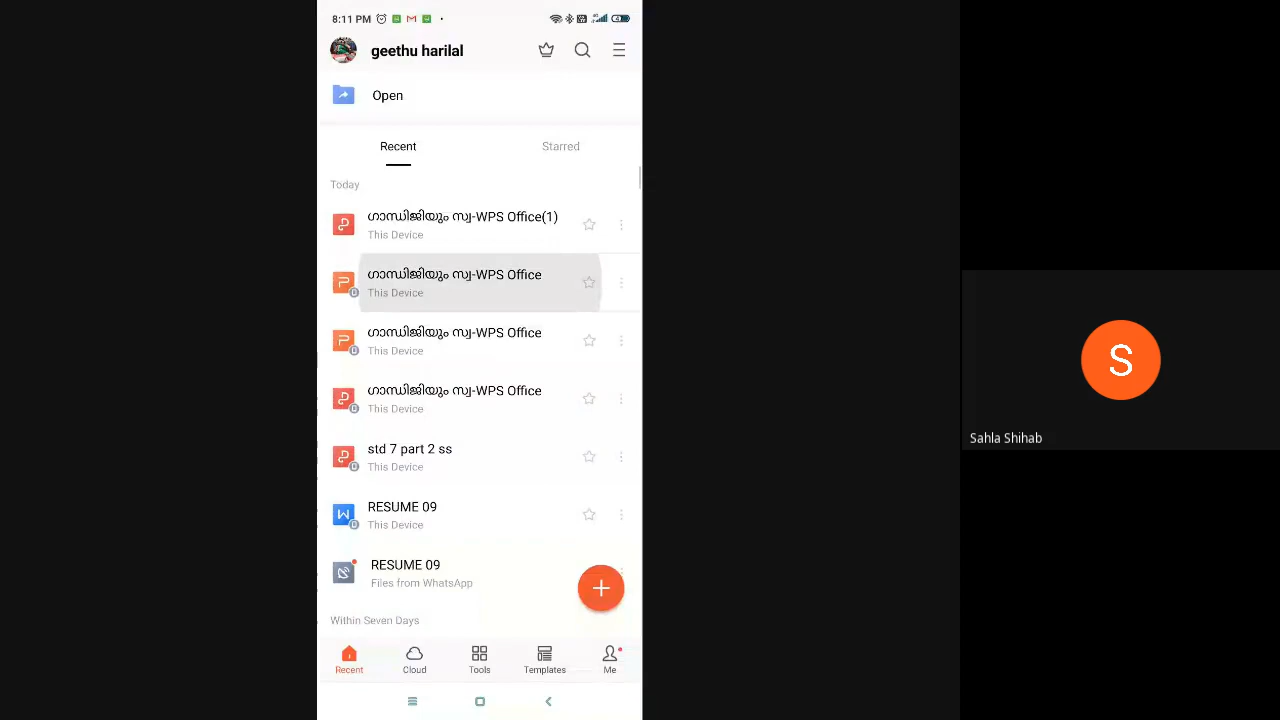 8:11 PM
geethu harilal
Open
Recent
Starred
Today
ഗാന്ധിജിയും സ്വ-WPS Office(1)
This Device
ഗാന്ധിജിയും സ്വ-WPS Office
This Device
ഗാന്ധിജിയും സ്വ-WPS Office
This Device
ഗാന്ധിജിയും സ്വ-WPS Office
This Device
std 7 part 2 ss
This Device
RESUME 09
This Device
RESUME 09
Files from WhatsApp
Within Seven Days
Recent
Cloud
Tools
Templates
Me
S
Sahla Shihab